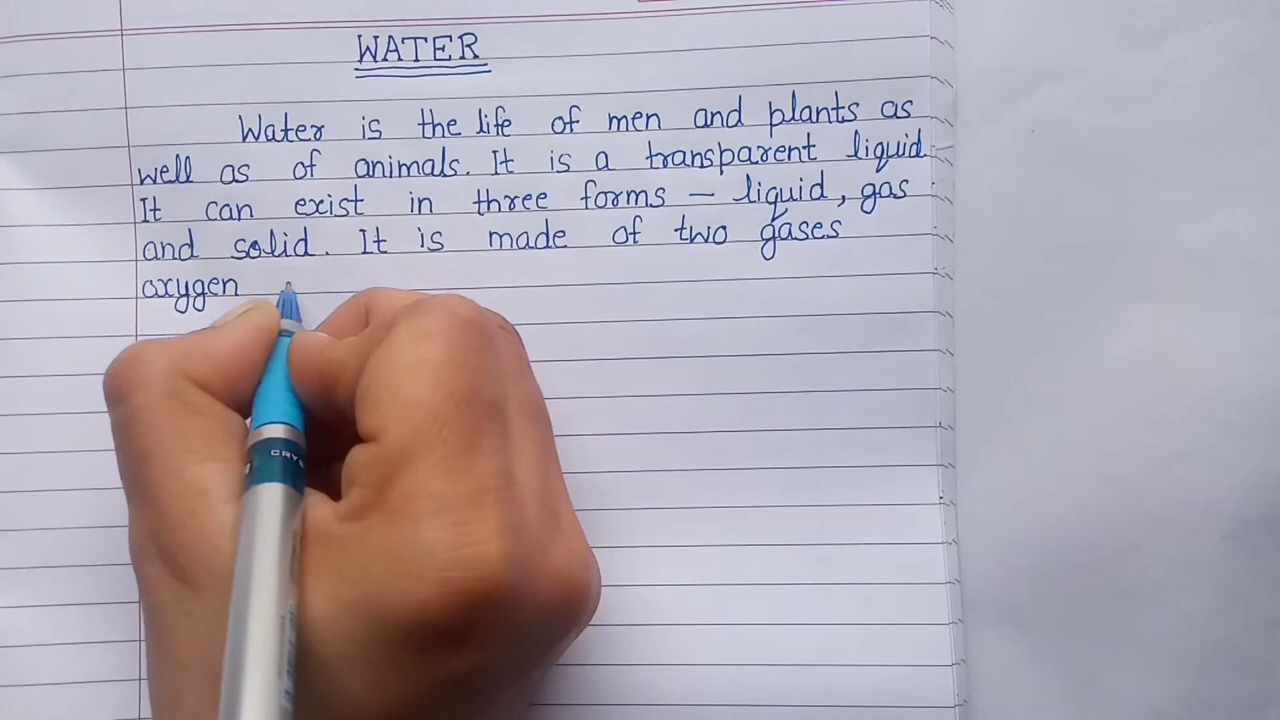 WATER
Water is the life of men and plants as
well as of animals. It is a transparent liquid
It can exist in three forms – liquid, gas
and solid. It is made of two gases
oxygen
CRYS